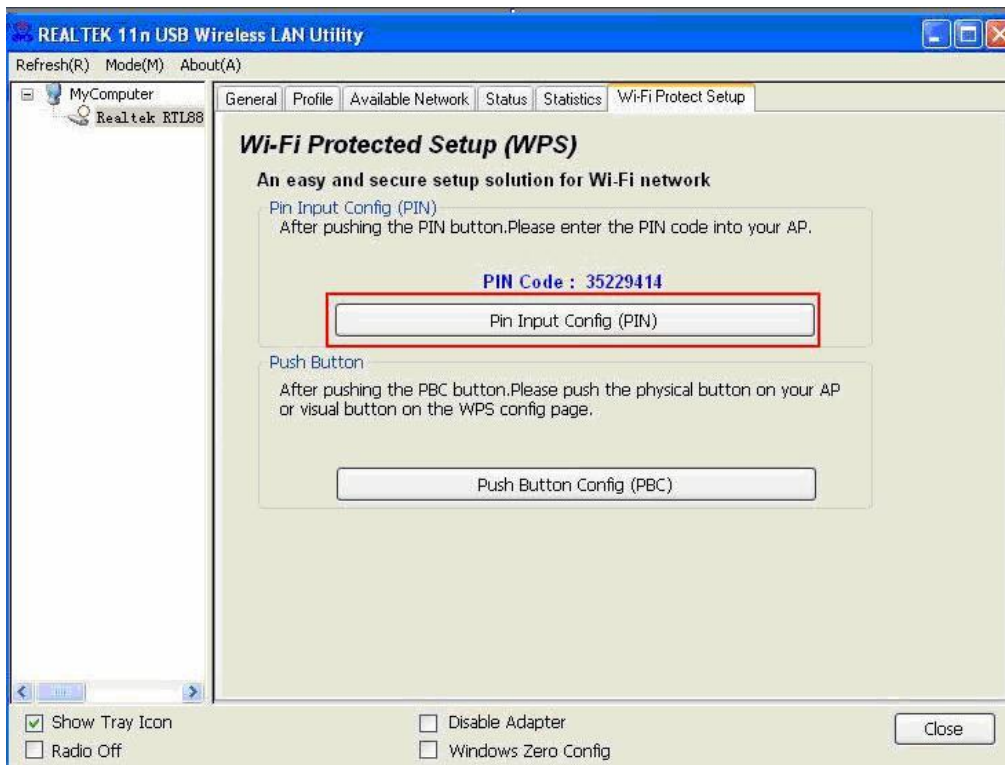 REALTEK 11n USB Wireless LAN Utility
Refresh(R) Mode(M) About(A)
MyComputer
Realtek RTL88
General Profile Available Network Status Statistics Wi-Fi Protect Setup
Wi-Fi Protected Setup (WPS)
An easy and secure setup solution for Wi-Fi network
Pin Input Config (PIN)
After pushing the PIN button.Please enter the PIN code into your AP.
PIN Code : 35229414
Pin Input Config (PIN)
Push Button
After pushing the PBC button.Please push the physical button on your AP
or visual button on the WPS config page.
Push Button Config (PBC)
Show Tray Icon
Radio Off
Disable Adapter
Windows Zero Config
Close